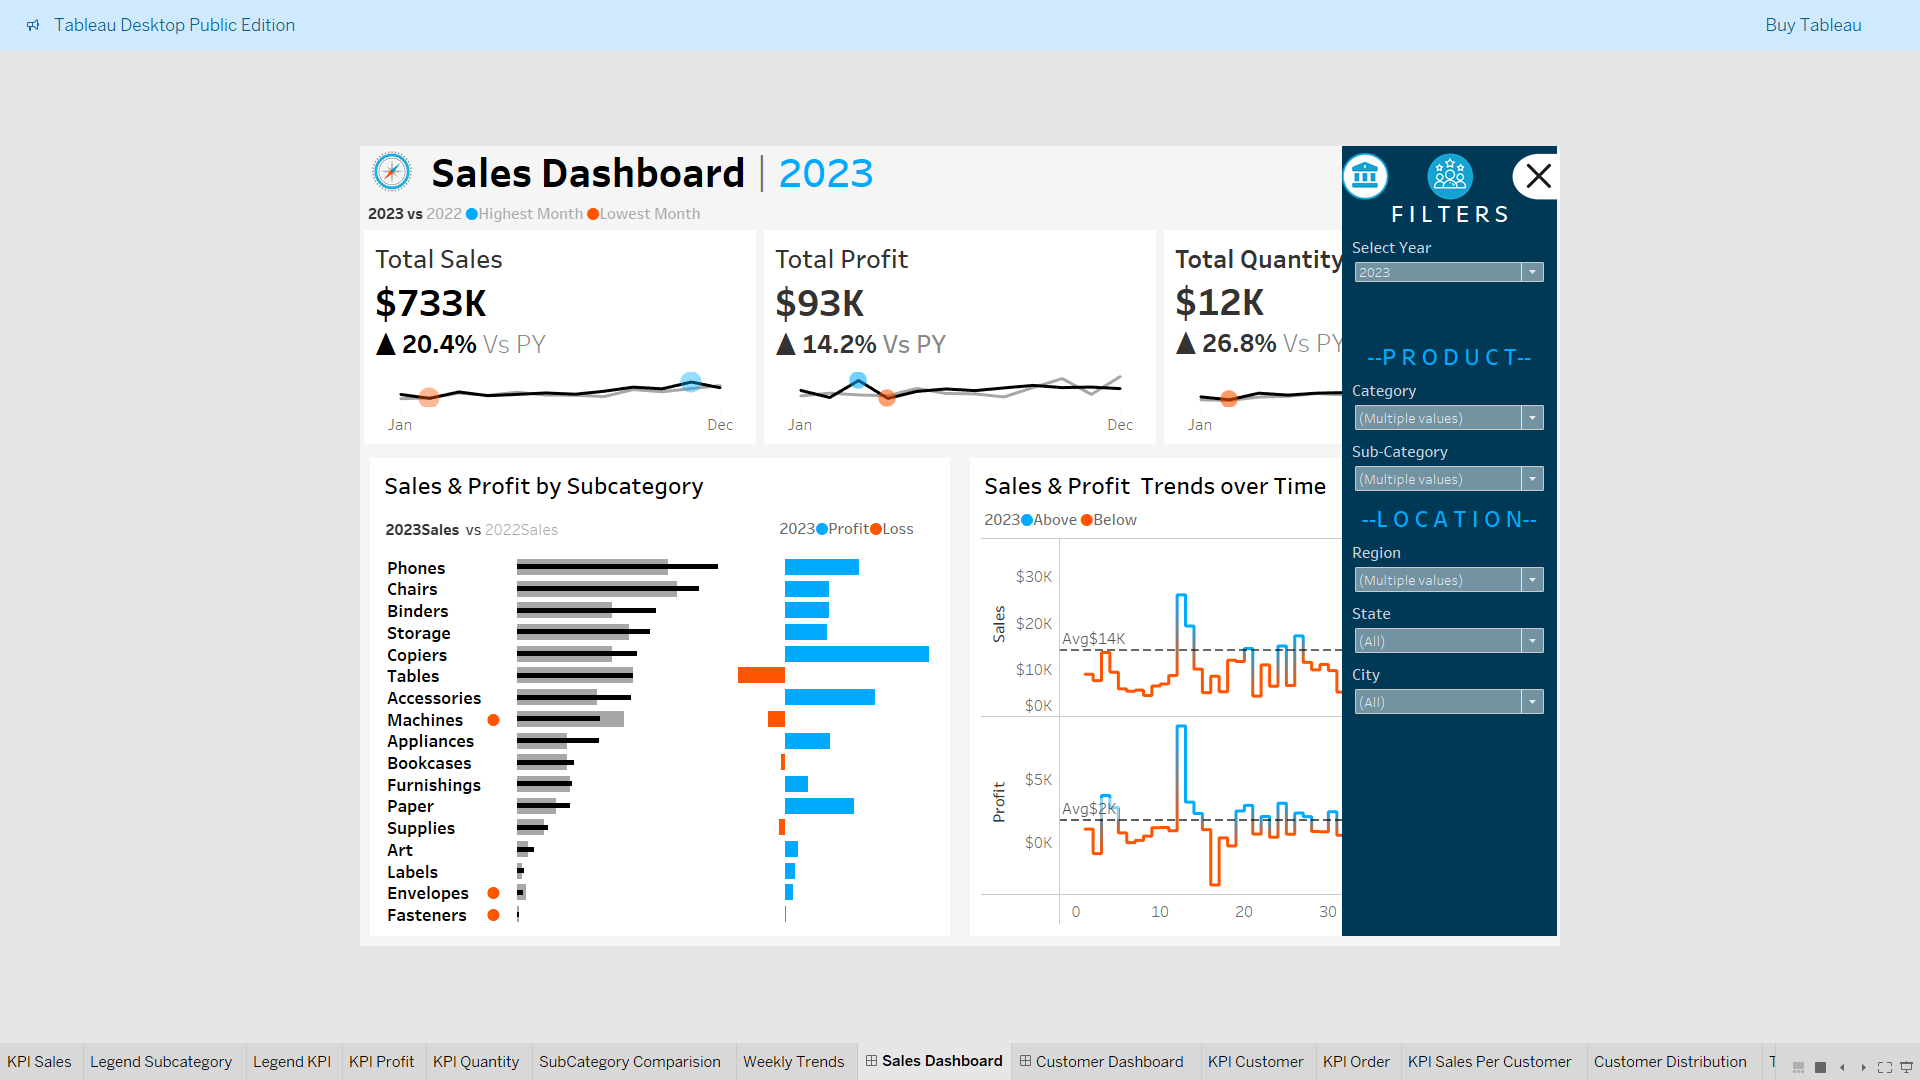 Tableau Desktop Public Edition
Buy Tableau
Sales Dashboard | 2023
2023 vs 2022 Highest Month Lowest Month
Total Sales
$733K
▲ 20.4% Vs PY
Jan Dec
Total Profit
$93K
▲ 14.2% Vs PY
Jan Dec
Total Quantity
$12K
▲ 26.8% Vs PY
Jan
FILTERS
Select Year
2023
--PRODUCT--
Category
(Multiple values)
Sub-Category
(Multiple values)
--LOCATION--
Region
(Multiple values)
State
(All)
City
(All)
Sales & Profit by Subcategory
2023Sales vs 2022Sales
2023 Profit Loss
Phones
Chairs
Binders
Storage
Copiers
Tables
Accessories
Machines
Appliances
Bookcases
Furnishings
Paper
Supplies
Art
Labels
Envelopes
Fasteners
Sales & Profit Trends over Time
2023 Above Below
Sales
$30K
$20K
$10K
$0K
Avg$14K
Profit
$5K
$0K
Avg$2K
0 10 20 30
KPI Sales Legend Subcategory Legend KPI KPI Profit KPI Quantity SubCategory Comparision Weekly Trends Sales Dashboard Customer Dashboard KPI Customer KPI Order KPI Sales Per Customer Customer Distribution